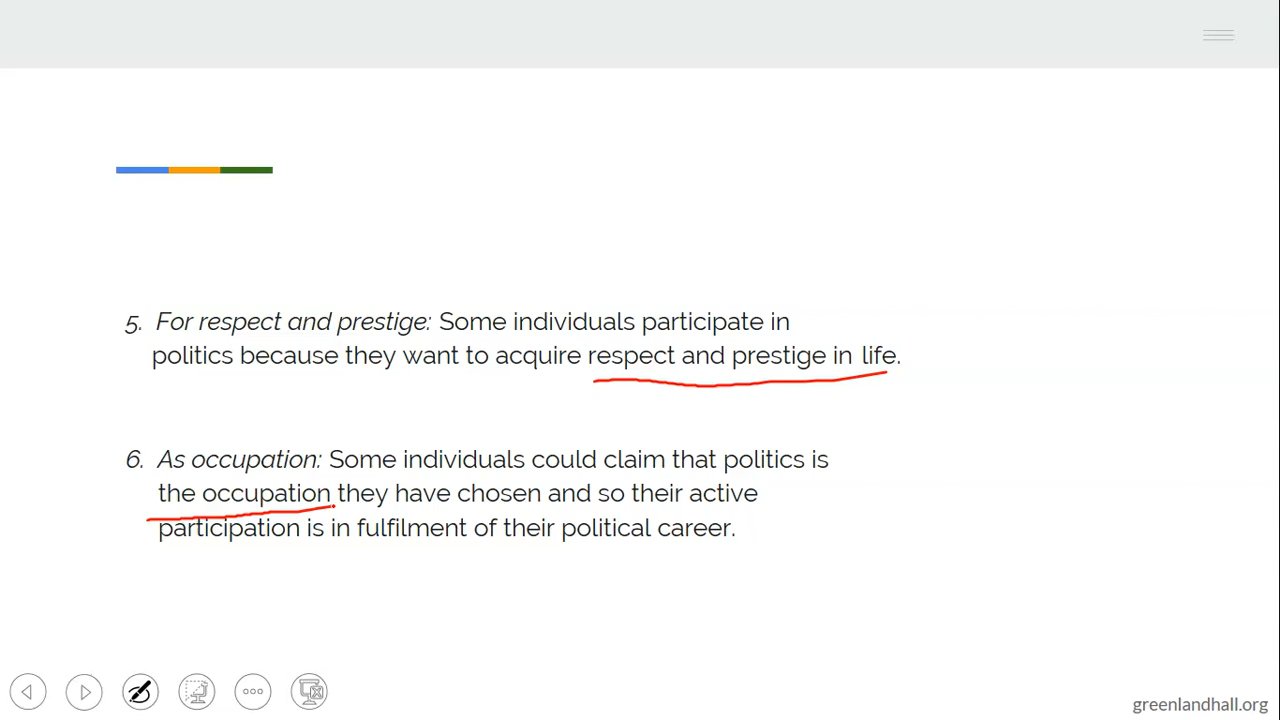 5. For respect and prestige: Some individuals participate in
politics because they want to acquire respect and prestige in life.
6. As occupation: Some individuals could claim that politics is
the occupation they have chosen and so their active
participation is in fulfilment of their political career.
greenlandhall.org